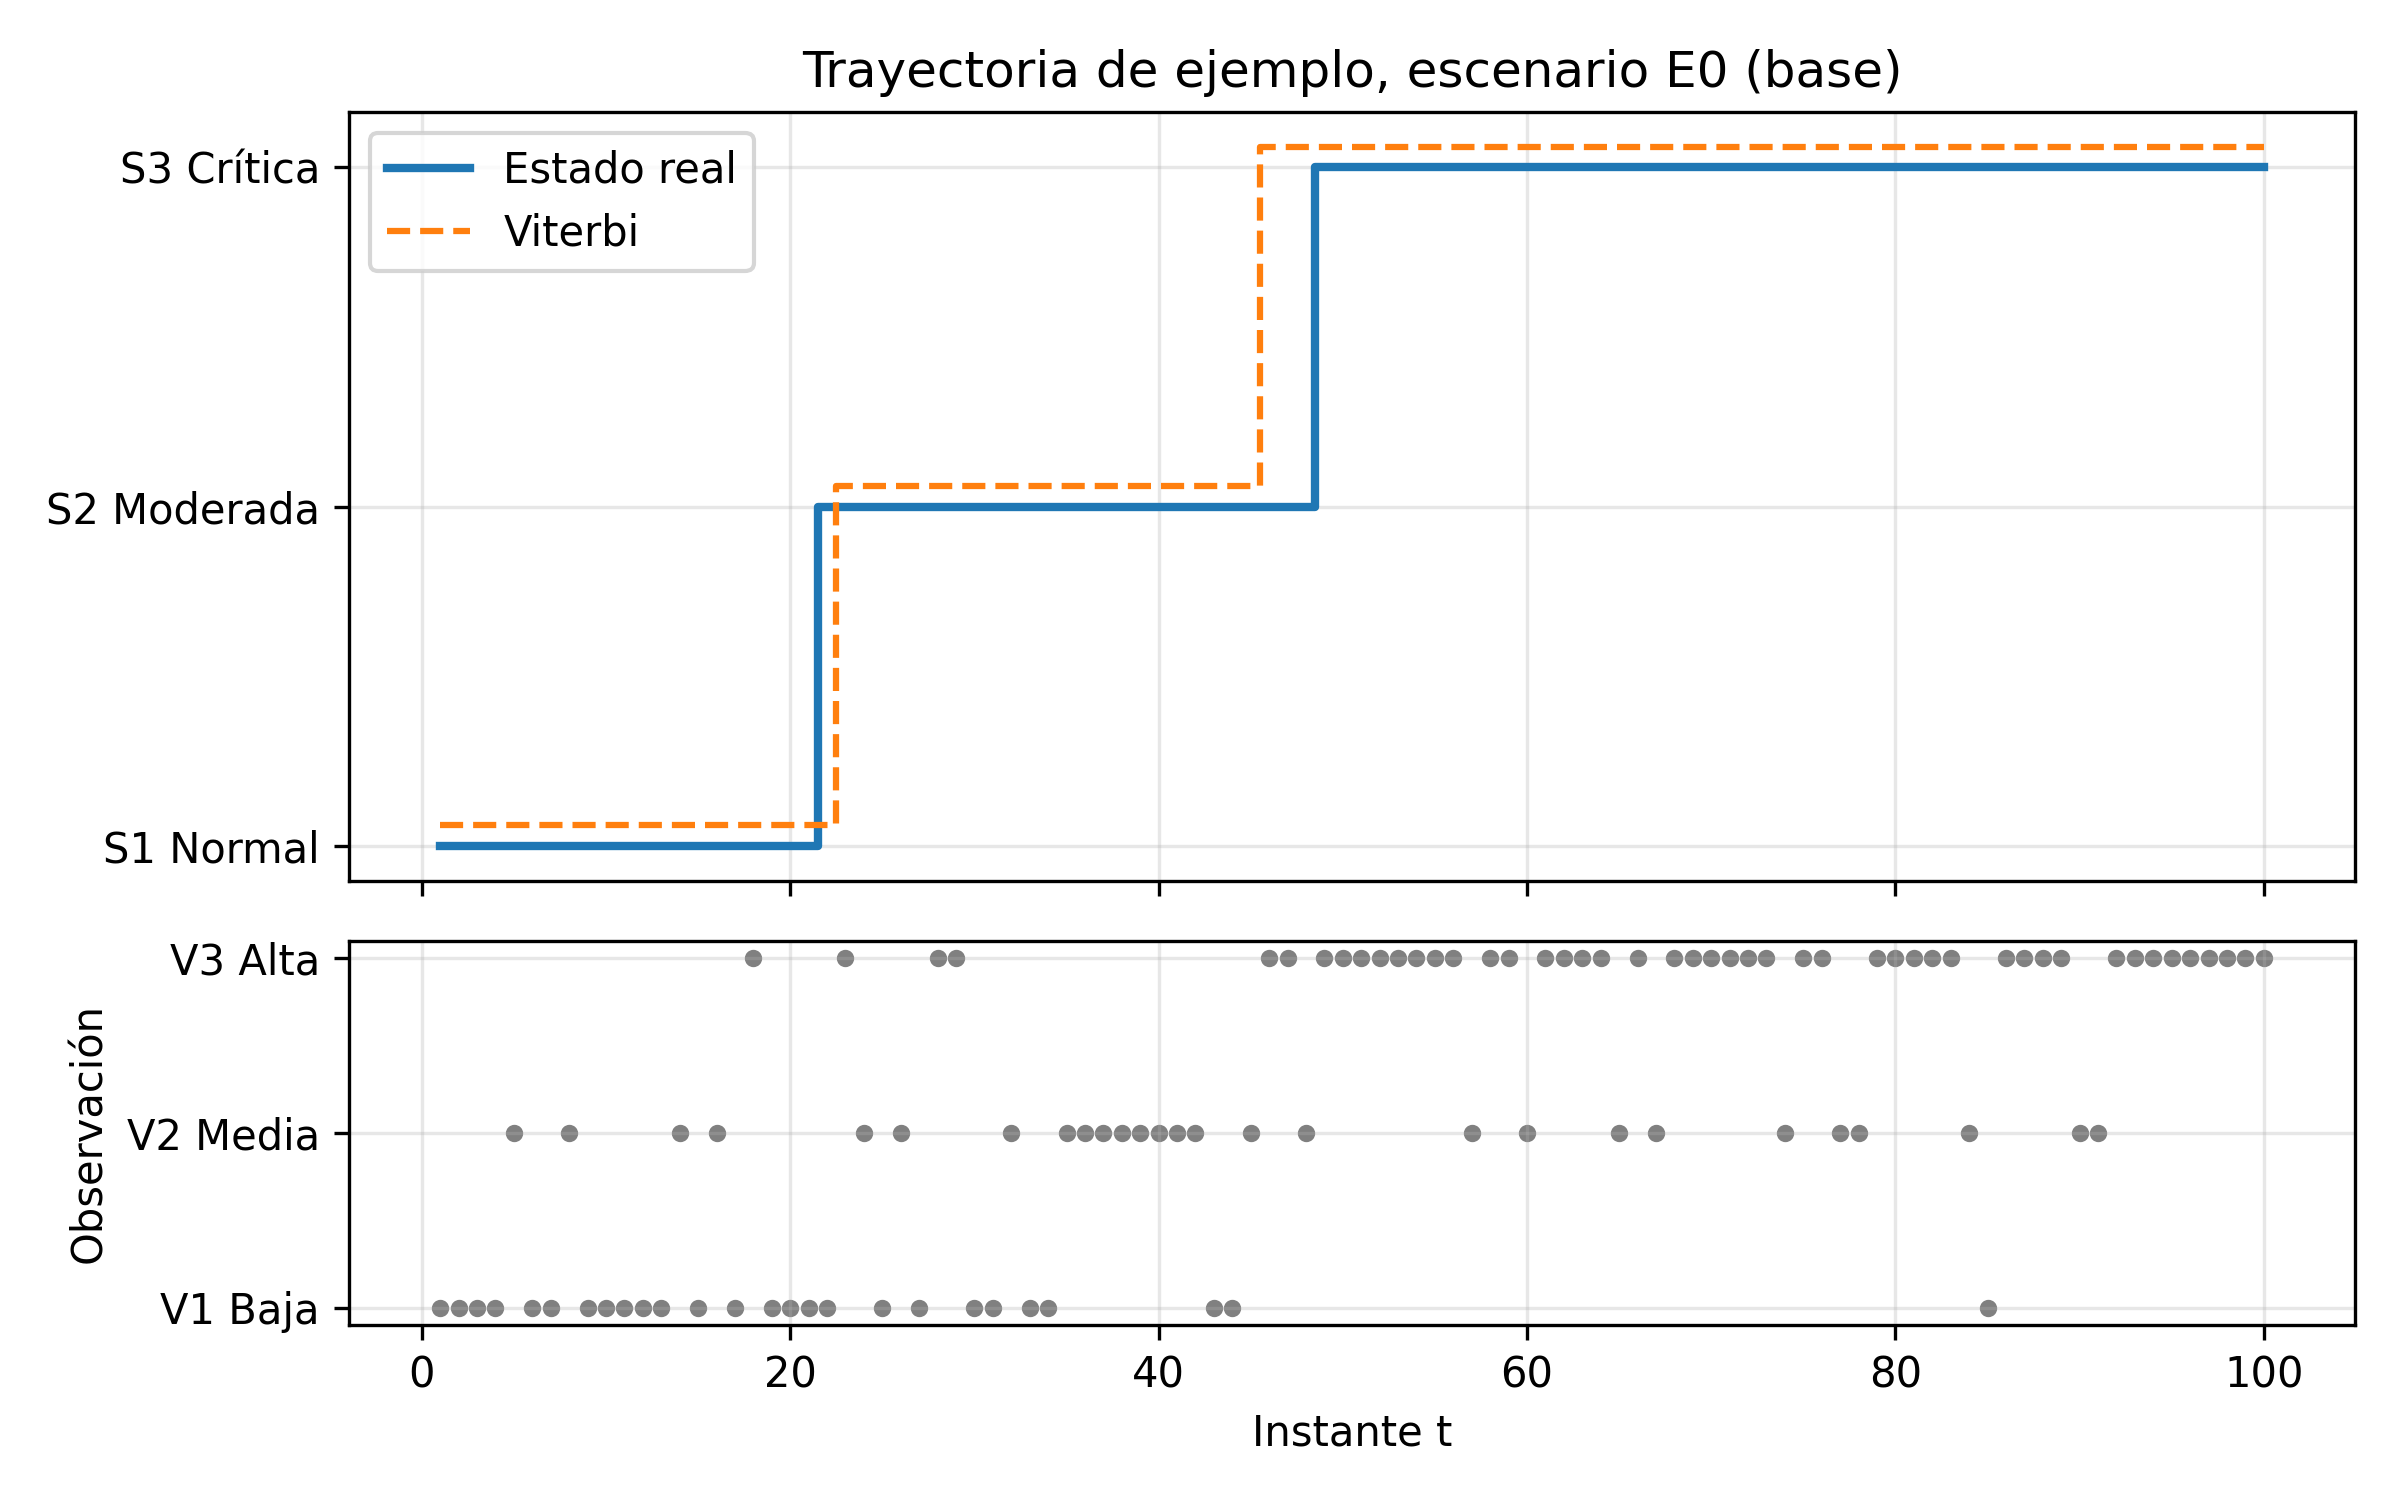 Trayectoria de ejemplo, escenario E0 (base)
Estado real
Viterbi
S3 Crítica
S2 Moderada
S1 Normal
Observación
V3 Alta
V2 Media
V1 Baja
0 20 40 60 80 100
Instante t